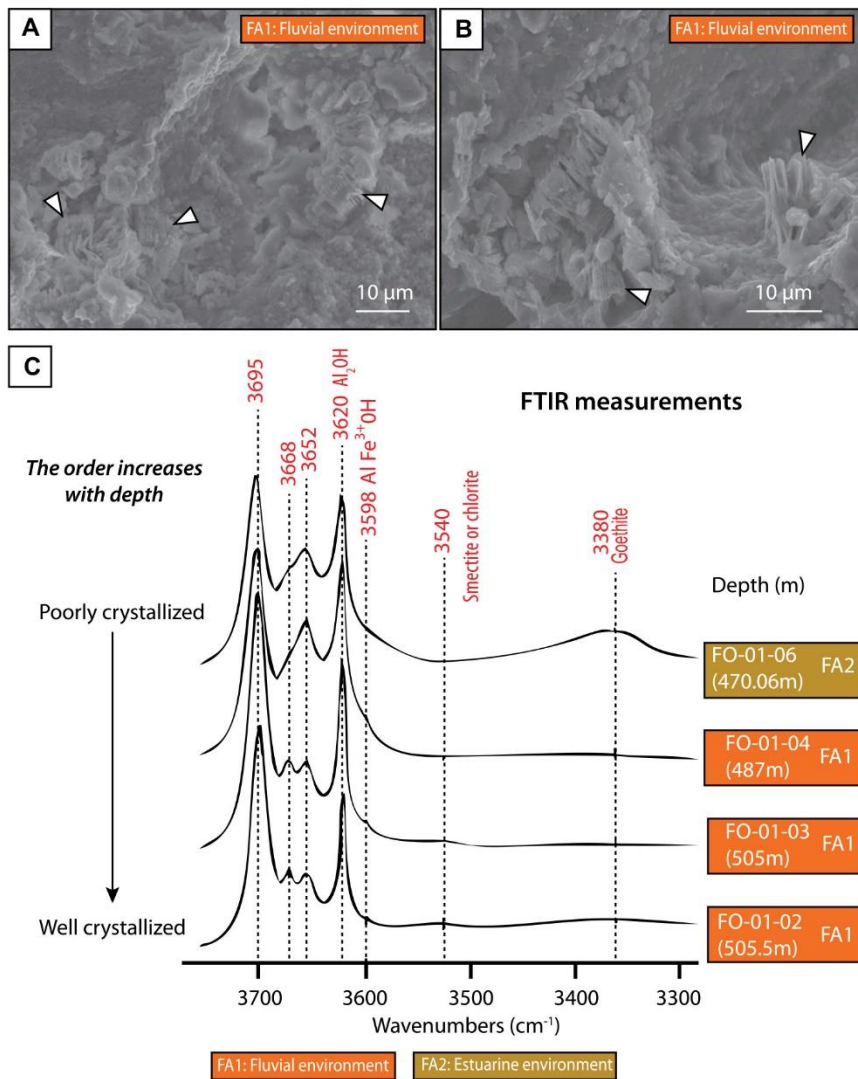 A
FA1: Fluvial environment
10 µm
B
FA1: Fluvial environment
10 µm
C
FTIR measurements
The order increases
with depth
3695
3668
3652
3620 Al₂0H
3598 Al Fe³⁺0H
3540
Smectite or chlorite
3380
Goethite
Depth (m)
Poorly crystallized
Well crystallized
FO-01-06
(470.06m)
FA2
FO-01-04
(487m)
FA1
FO-01-03
(505m)
FA1
FO-01-02
(505.5m)
FA1
3700
3600
3500
3400
3300
Wavenumbers (cm⁻¹)
FA1: Fluvial environment
FA2: Estuarine environment